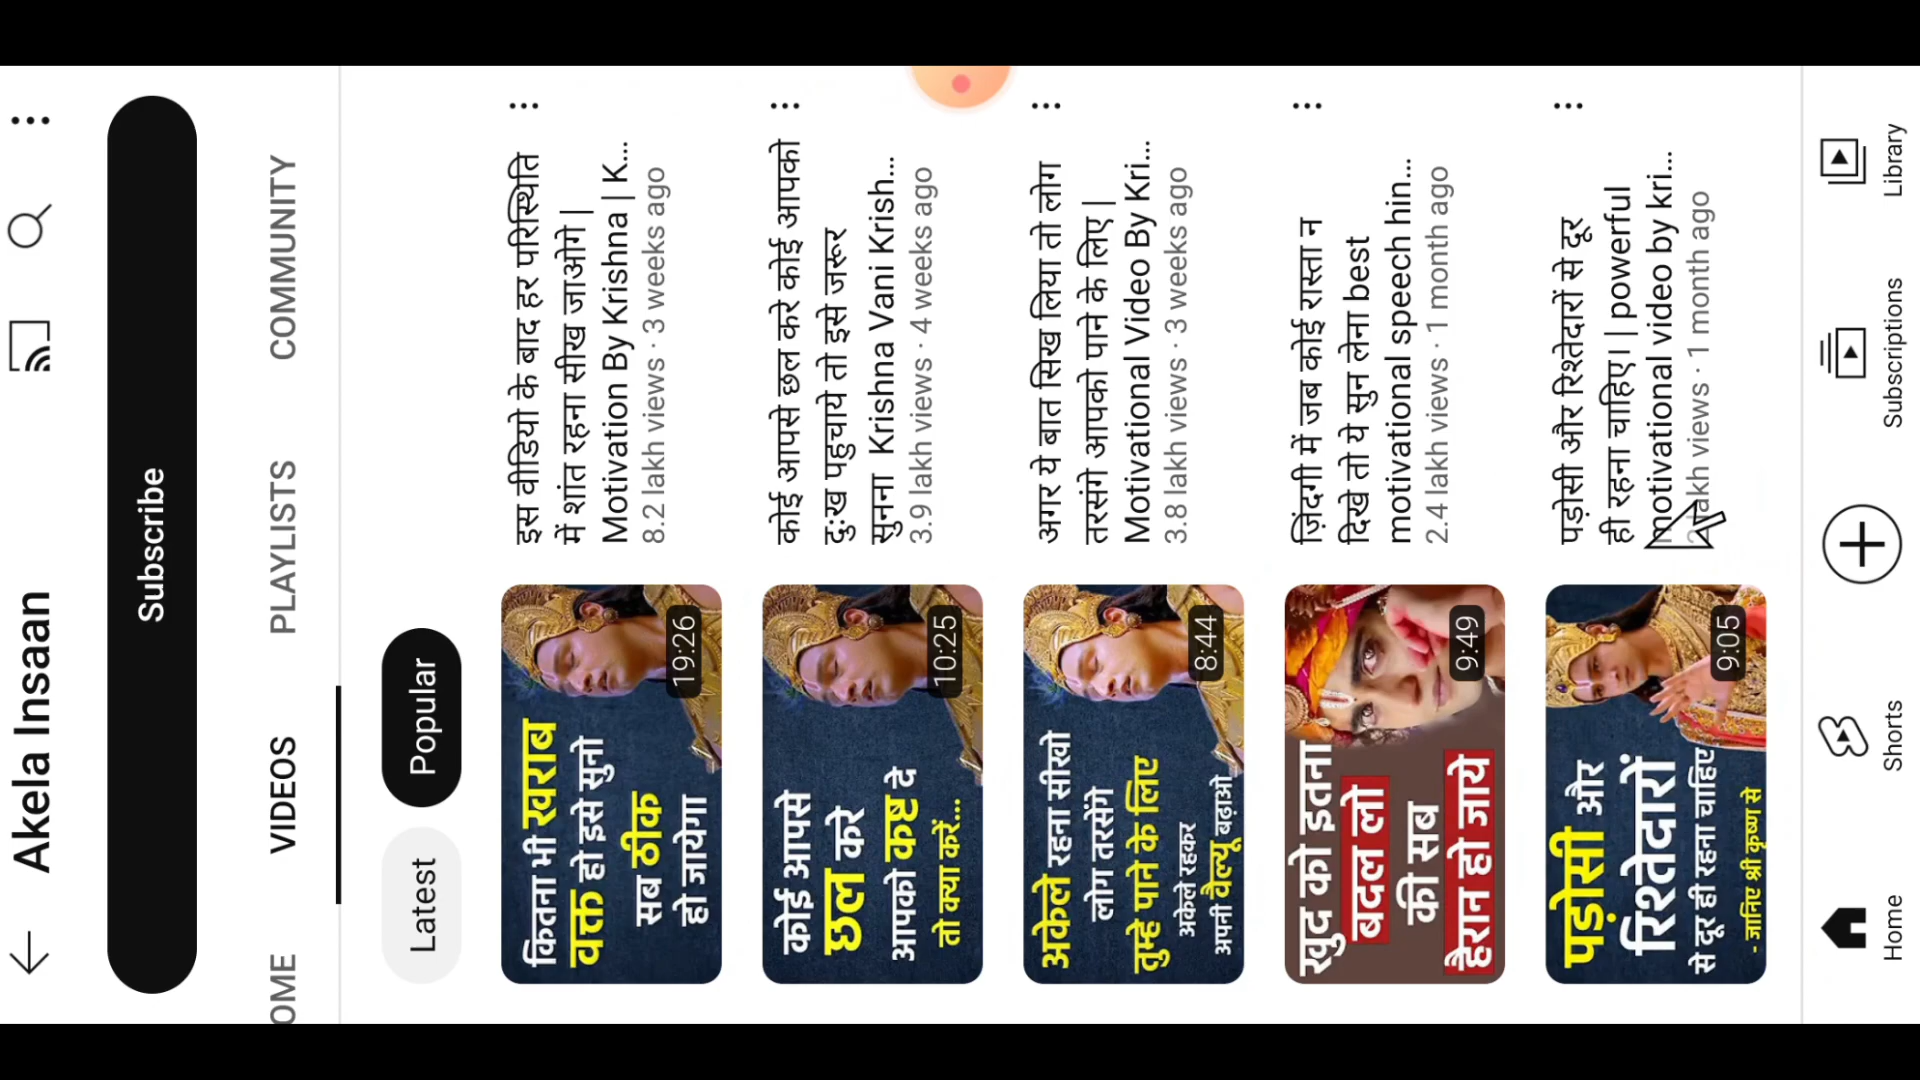 Akela Insaan
Subscribe
OME
VIDEOS
PLAYLISTS
COMMUNITY
Latest
Popular
कितना भी खराब
वक्त हो इसे सुनो
सब ठीक
हो जायेगा
19:26
इस वीडियो के बाद हर परिस्थिति
में शांत रहना सीख जाओगे |
Motivation By Krishna | K...
8.2 lakh views · 3 weeks ago
कोई आपसे
छल करे
आपको कष्ट दे
तो क्या करें...
10:25
कोई आपसे छल करे कोई आपको
दुःख पहुचाये तो इसे जरूर
सुनना Krishna Vani Krish...
3.9 lakh views · 4 weeks ago
अकेले रहना सीखो
लोग तरसेंगे
तुम्हे पाने के लिए
अकेले रहकर
अपनी वैल्यू बढ़ाओ
8:44
अगर ये बात सिख लिया तो लोग
तरसंगे आपको पाने के लिए |
Motivational Video By Kri...
3.8 lakh views · 3 weeks ago
खुद को इतना
बदल लो
की सब
हैरान हो जाये
9:49
ज़िंदगी में जब कोई रास्ता न
दिखे तो ये सुन लेना best
motivational speech hin...
2.4 lakh views · 1 month ago
पड़ोसी और
रिश्तेदारों
से दूर ही रहना चाहिए
- जानिए श्री कृष्ण से
9:05
पड़ोसी और रिश्तेदारों से दूर
ही रहना चाहिए। | powerful
motivational video by kri...
lakh views · 1 month ago
Home
Shorts
Subscriptions
Library